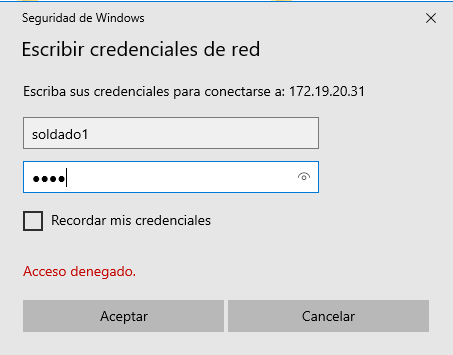 Seguridad de Windows
Escribir credenciales de red
Escriba sus credenciales para conectarse a: 172.19.20.31
soldado1
●●●●
Recordar mis credenciales
Acceso denegado.
Aceptar
Cancelar